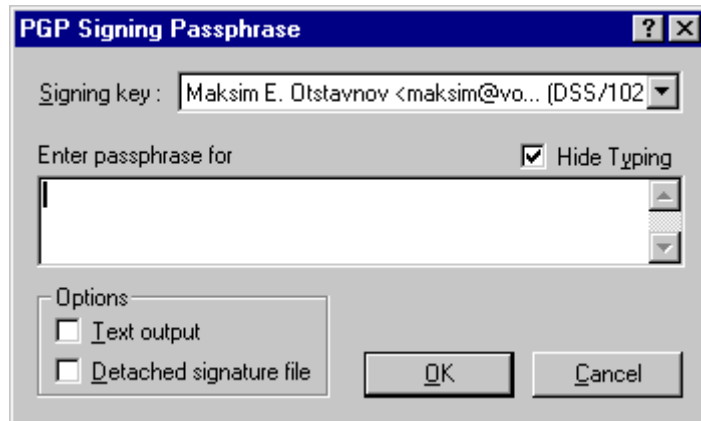 PGP Signing Passphrase
Signing key : Maksim E. Otstavnov <maksim@vo... (DSS/102
Enter passphrase for Hide Typing
Options
Text output
Detached signature file
OK Cancel